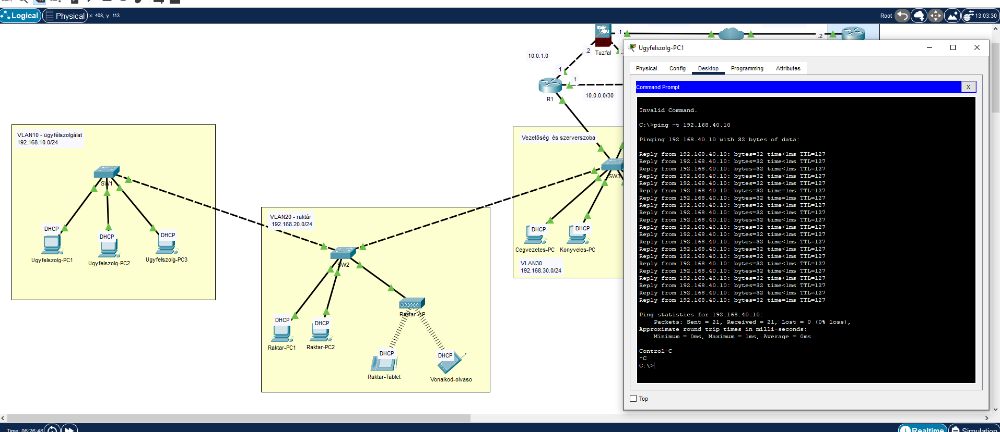 Logical
Physical
x: 408, y: 113
Root
13:03:30
.1
.2
.2
Tuzfal
10.0.1.0
.1
.1
R1
10.0.0.0/30
VLAN10 - ügyfélszolgálat
192.168.10.0/24
SW1
DHCP
DHCP
DHCP
Ugyfelszolg-PC1
Ugyfelszolg-PC2
Ugyfelszolg-PC3
VLAN20 - raktár
192.168.20.0/24
SW2
DHCP
DHCP
Raktar-AP
Raktar-PC1
Raktar-PC2
DHCP
DHCP
Raktar-Tablet
Vonalkod-olvaso
Vezetőség és szerverszoba
SW3
DHCP
DHCP
Cegvezetes-PC
Konyveles-PC
VLAN30
192.168.30.0/24
Ugyfelszolg-PC1
Physical
Config
Desktop
Programming
Attributes
Command Prompt
X
Invalid Command.
C:\>ping -t 192.168.40.10
Pinging 192.168.40.10 with 32 bytes of data:
Reply from 192.168.40.10: bytes=32 time<1ms TTL=127
Reply from 192.168.40.10: bytes=32 time<1ms TTL=127
Reply from 192.168.40.10: bytes=32 time<1ms TTL=127
Reply from 192.168.40.10: bytes=32 time<1ms TTL=127
Reply from 192.168.40.10: bytes=32 time<1ms TTL=127
Reply from 192.168.40.10: bytes=32 time=1ms TTL=127
Reply from 192.168.40.10: bytes=32 time=1ms TTL=127
Reply from 192.168.40.10: bytes=32 time<1ms TTL=127
Reply from 192.168.40.10: bytes=32 time<1ms TTL=127
Reply from 192.168.40.10: bytes=32 time<1ms TTL=127
Reply from 192.168.40.10: bytes=32 time=1ms TTL=127
Reply from 192.168.40.10: bytes=32 time<1ms TTL=127
Reply from 192.168.40.10: bytes=32 time=1ms TTL=127
Reply from 192.168.40.10: bytes=32 time<1ms TTL=127
Reply from 192.168.40.10: bytes=32 time<1ms TTL=127
Reply from 192.168.40.10: bytes=32 time<1ms TTL=127
Reply from 192.168.40.10: bytes=32 time<1ms TTL=127
Reply from 192.168.40.10: bytes=32 time=1ms TTL=127
Reply from 192.168.40.10: bytes=32 time<1ms TTL=127
Reply from 192.168.40.10: bytes=32 time<1ms TTL=127
Reply from 192.168.40.10: bytes=32 time=1ms TTL=127
Ping statistics for 192.168.40.10:
Packets: Sent = 21, Received = 21, Lost = 0 (0% loss),
Approximate round trip times in milli-seconds:
Minimum = 0ms, Maximum = 1ms, Average = 0ms
Control-C
^C
C:\>
Top
Time: 06:26:48
Realtime
Simulation